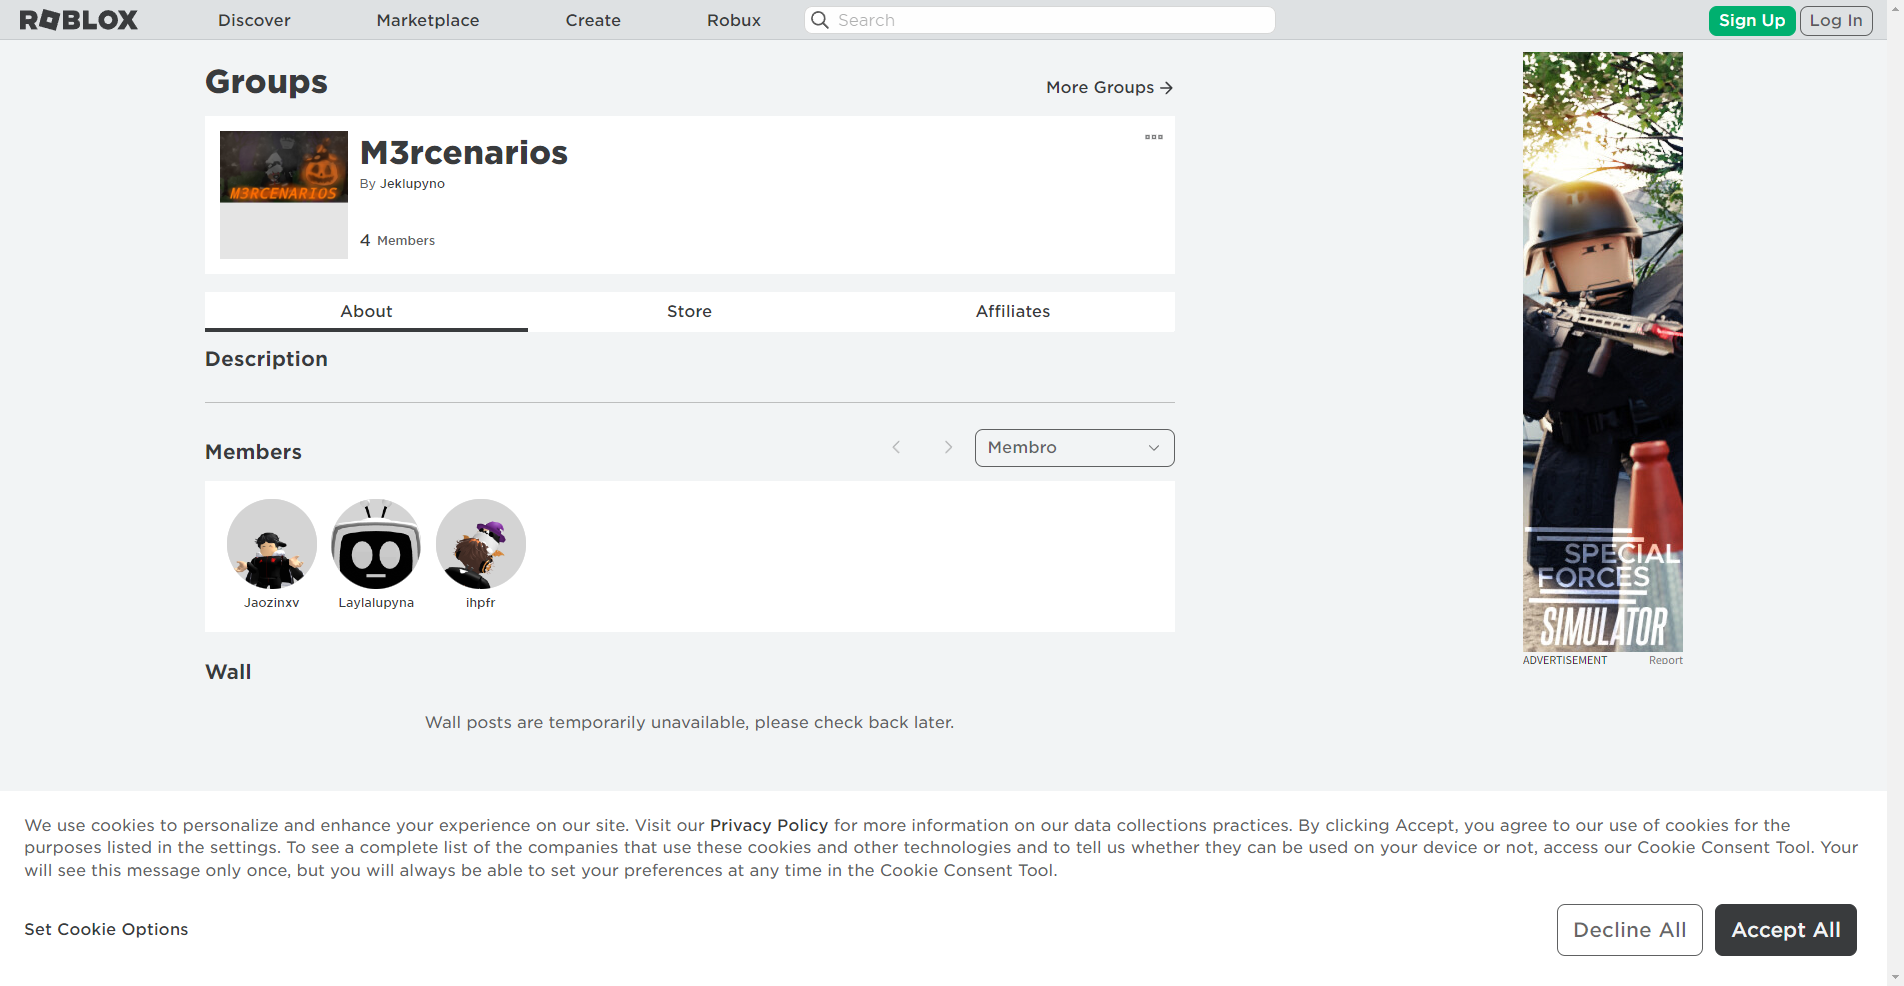 ROBLOX
Discover
Marketplace
Create
Robux
Search
Sign Up
Log In
Groups
More Groups
M3RCENARIOS
M3rcenarios
By Jeklupyno
4 Members
About
Store
Affiliates
Description
Members
Membro
Jaozinxv
Laylalupyna
ihpfr
Wall
Wall posts are temporarily unavailable, please check back later.
SPECIAL
FORCES
SIMULATOR
ADVERTISEMENT
Report
We use cookies to personalize and enhance your experience on our site. Visit our Privacy Policy for more information on our data collections practices. By clicking Accept, you agree to our use of cookies for the
purposes listed in the settings. To see a complete list of the companies that use these cookies and other technologies and to tell us whether they can be used on your device or not, access our Cookie Consent Tool. Your
will see this message only once, but you will always be able to set your preferences at any time in the Cookie Consent Tool.
Set Cookie Options
Decline All
Accept All